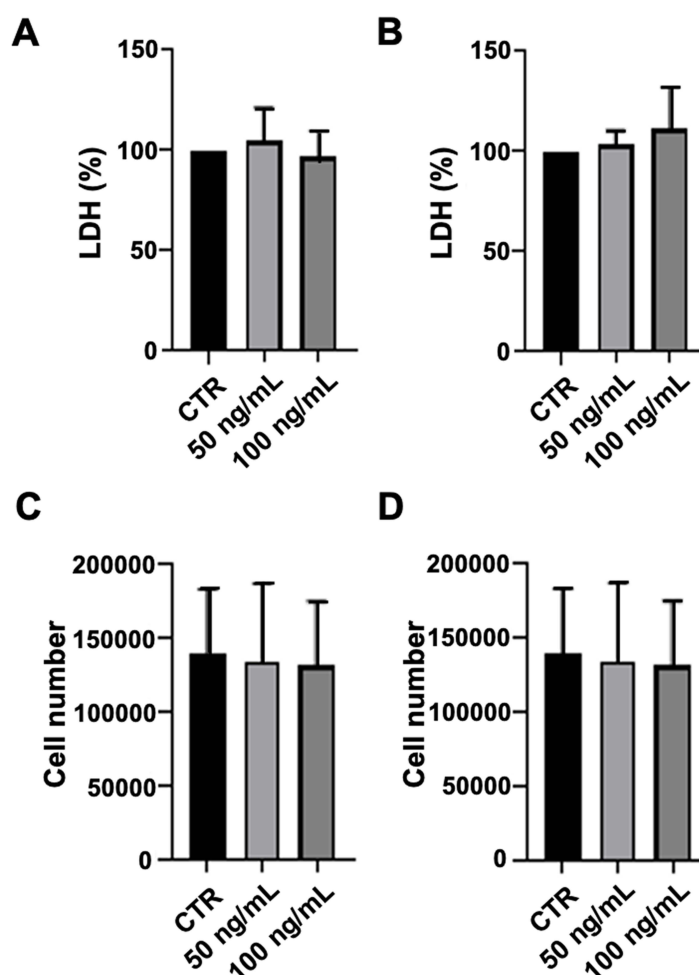 A
LDH (%)
150
100
50
0
CTR
50 ng/mL
100 ng/mL
B
LDH (%)
150
100
50
0
CTR
50 ng/mL
100 ng/mL
C
Cell number
200000
150000
100000
50000
0
CTR
50 ng/mL
100 ng/mL
D
Cell number
200000
150000
100000
50000
0
CTR
50 ng/mL
100 ng/mL